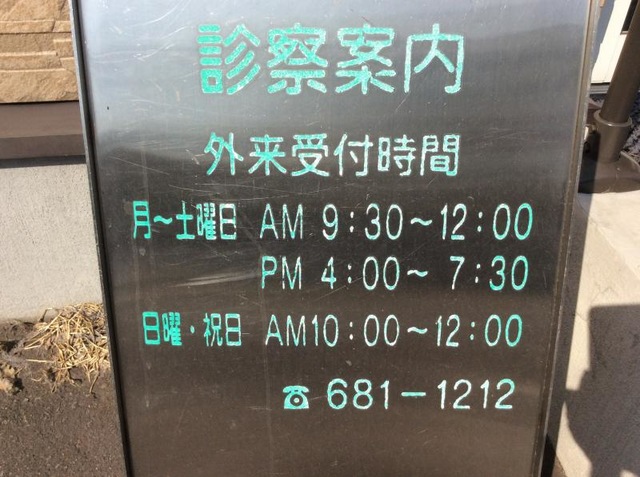 診察案内
外来受付時間
月〜土曜日 AM 9:30〜12:00
PM 4:00〜 7:30
日曜・祝日 AM10:00〜12:00
☎ 681-1212